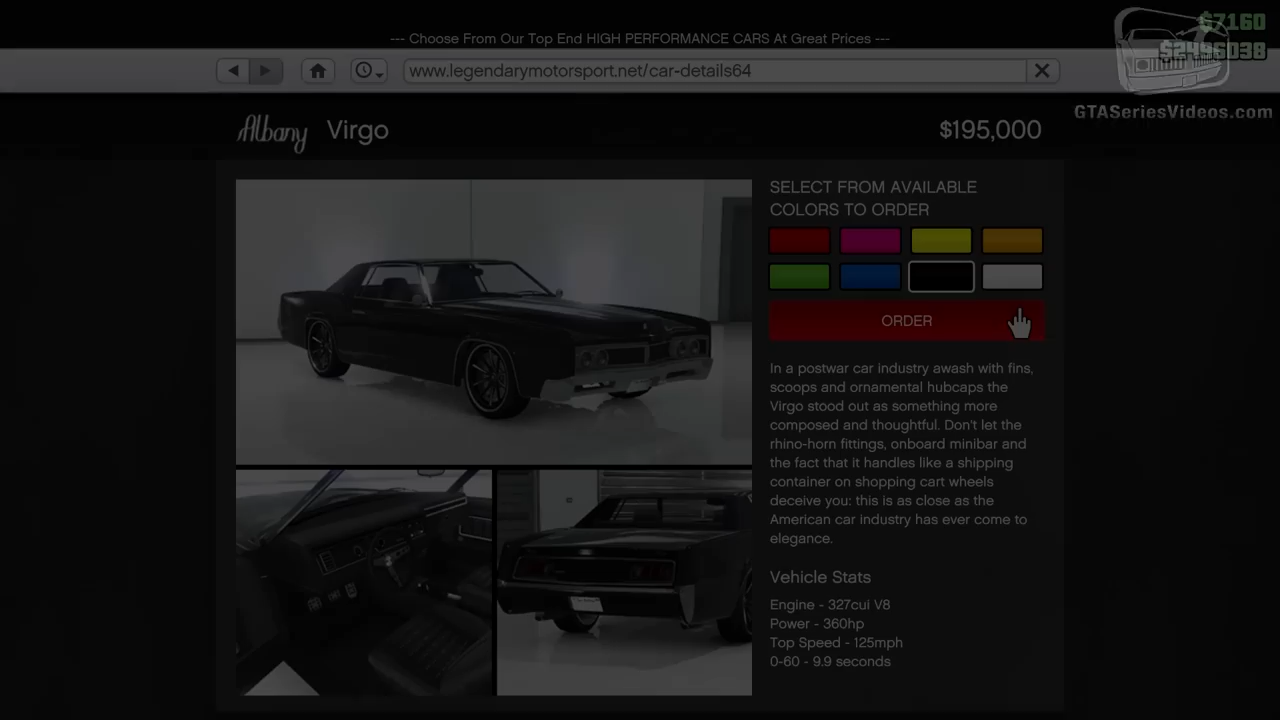 --- Choose From Our Top End HIGH PERFORMANCE CARS At Great Prices ---
$7160
$2496038
www.legendarymotorsport.net/car-details64
GTASeriesVideos.com
Albany Virgo
$195,000
SELECT FROM AVAILABLE
COLORS TO ORDER
ORDER
In a postwar car industry awash with fins,
scoops and ornamental hubcaps the
Virgo stood out as something more
composed and thoughtful. Don't let the
rhino-horn fittings, onboard minibar and
the fact that it handles like a shipping
container on shopping cart wheels
deceive you: this is as close as the
American car industry has ever come to
elegance.
Vehicle Stats
Engine - 327cui V8
Power - 360hp
Top Speed - 125mph
0-60 - 9.9 seconds